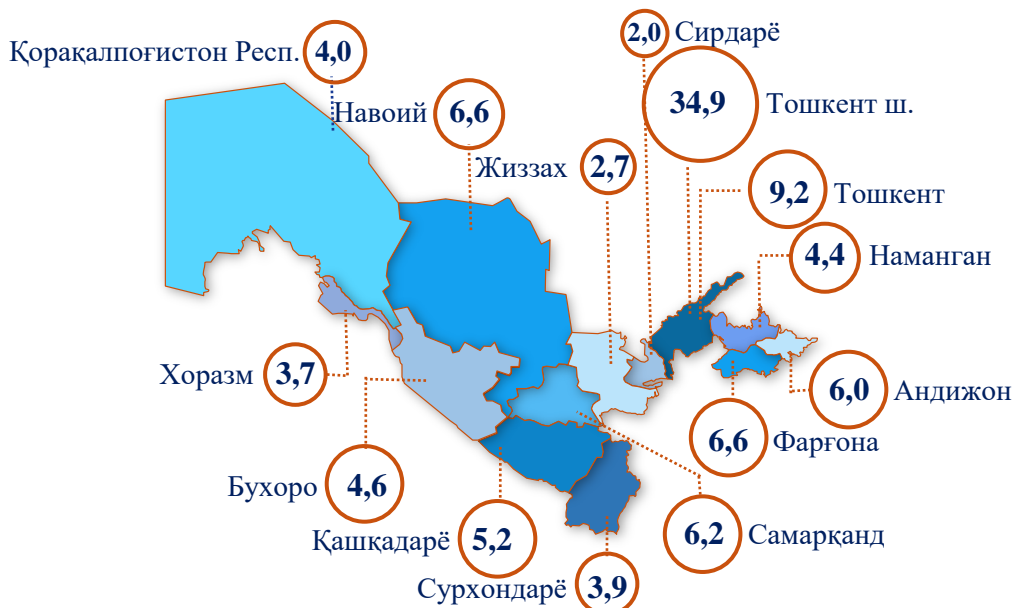 Қорақалпоғистон Респ. 4,0
2,0 Сирдарё
Навоий 6,6
34,9 Тошкент ш.
Жиззах 2,7
9,2 Тошкент
4,4 Наманган
Хоразм 3,7
6,0 Андижон
6,6 Фарғона
Бухоро 4,6
Қашқадарё 5,2
6,2 Самарқанд
Сурхондарё 3,9